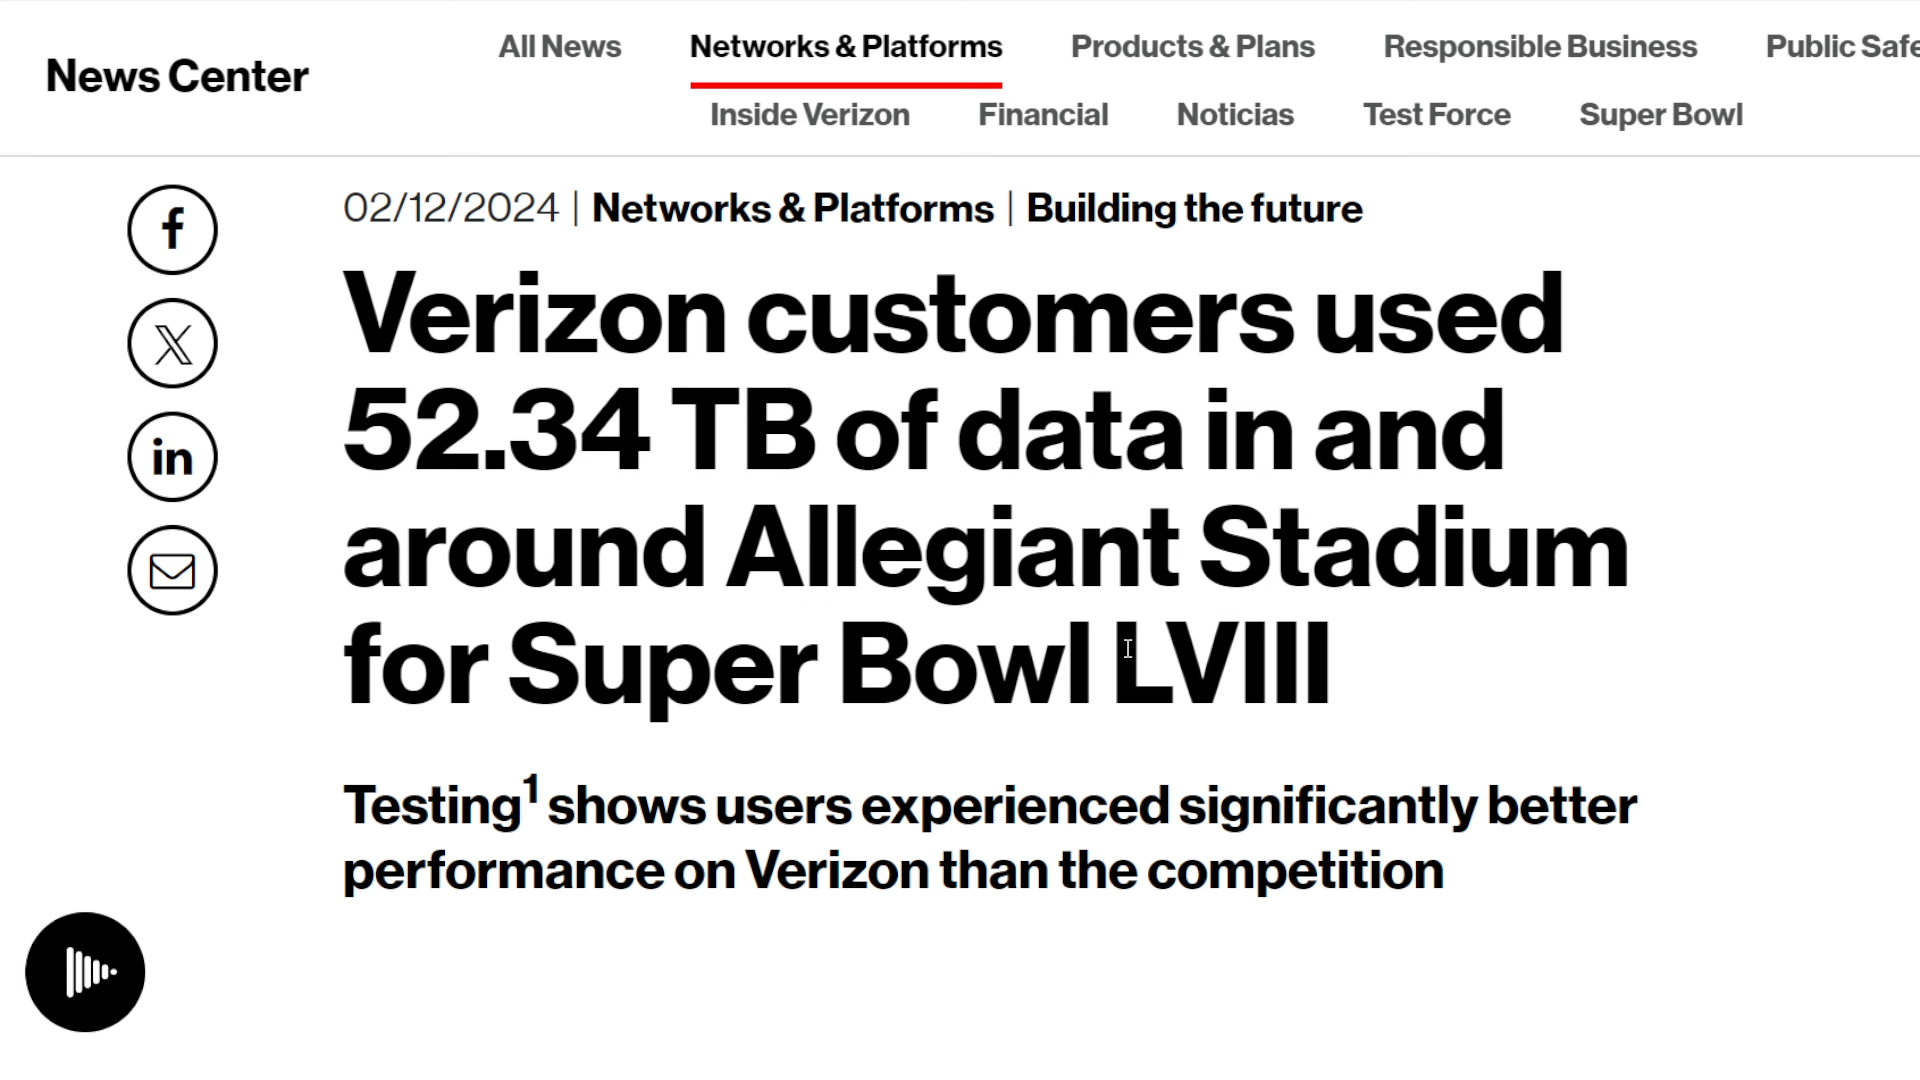 News Center
All News Networks & Platforms Products & Plans Responsible Business Public Safe
Inside Verizon Financial Noticias Test Force Super Bowl
02/12/2024 | Networks & Platforms | Building the future
Verizon customers used
52.34 TB of data in and
around Allegiant Stadium
for Super Bowl LVIII
Testing¹ shows users experienced significantly better
performance on Verizon than the competition